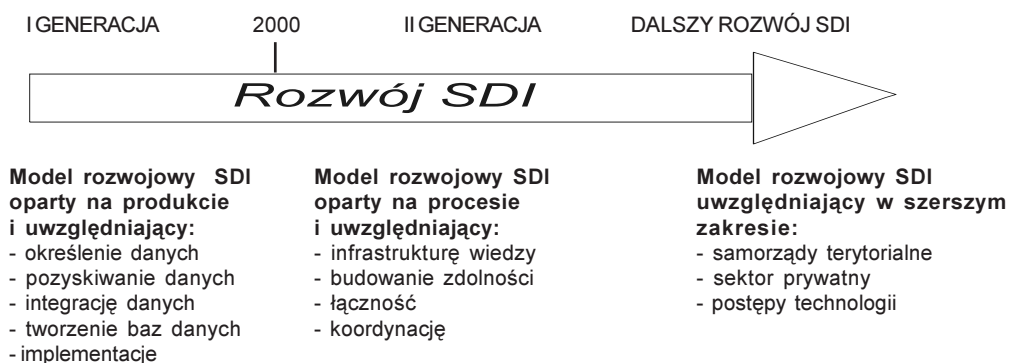 I GENERACJA
2000
II GENERACJA
DALSZY ROZWÓJ SDI
Rozwój SDI
Model rozwojowy SDI
oparty na produkcie
i uwzględniający:
- określenie danych
- pozyskiwanie danych
- integrację danych
- tworzenie baz danych
- implementacje
Model rozwojowy SDI
oparty na procesie
i uwzględniający:
- infrastrukturę wiedzy
- budowanie zdolności
- łączność
- koordynację
Model rozwojowy SDI
uwzględniający w szerszym
zakresie:
- samorządy terytorialne
- sektor prywatny
- postępy technologii